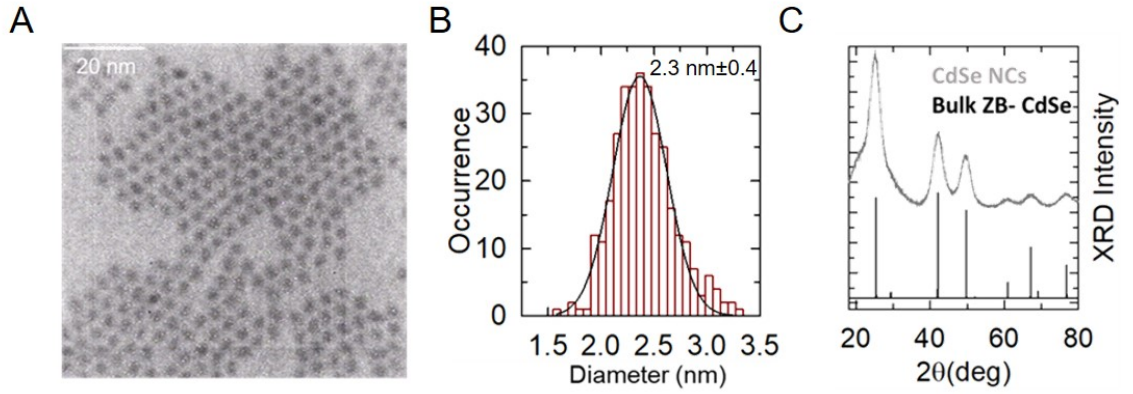 A
20 nm
B
2.3 nm±0.4
40
30
20
10
0
Occurrence
1.5 2.0 2.5 3.0 3.5
Diameter (nm)
C
CdSe NCs
Bulk ZB- CdSe
XRD Intensity
20 40 60 80
2θ(deg)